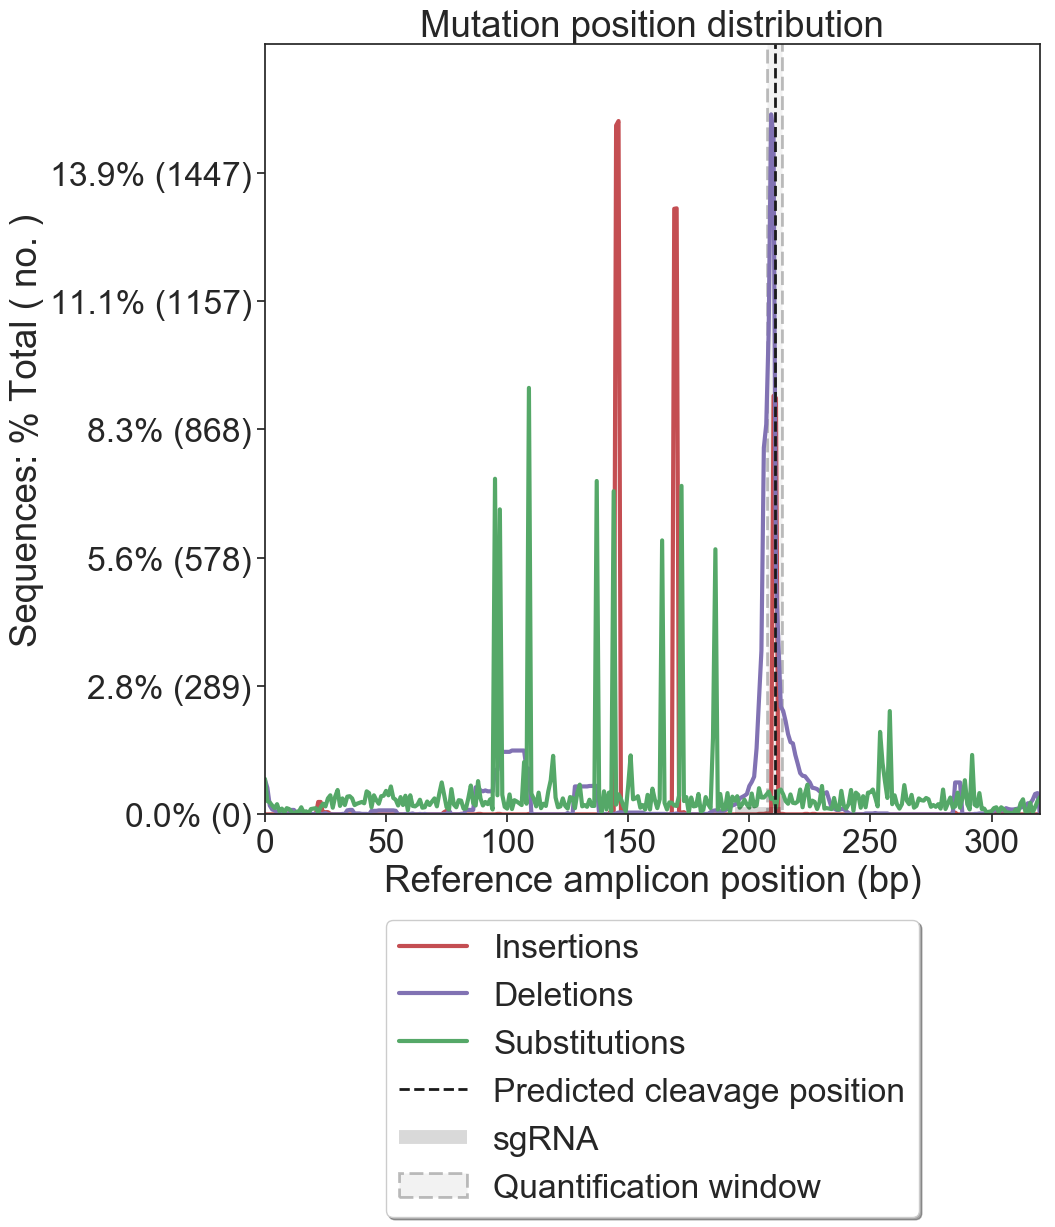 Mutation position distribution
Sequences: % Total ( no. )
13.9% (1447)
11.1% (1157)
8.3% (868)
5.6% (578)
2.8% (289)
0.0% (0)
0 50 100 150 200 250 300
Reference amplicon position (bp)
Insertions
Deletions
Substitutions
Predicted cleavage position
sgRNA
Quantification window